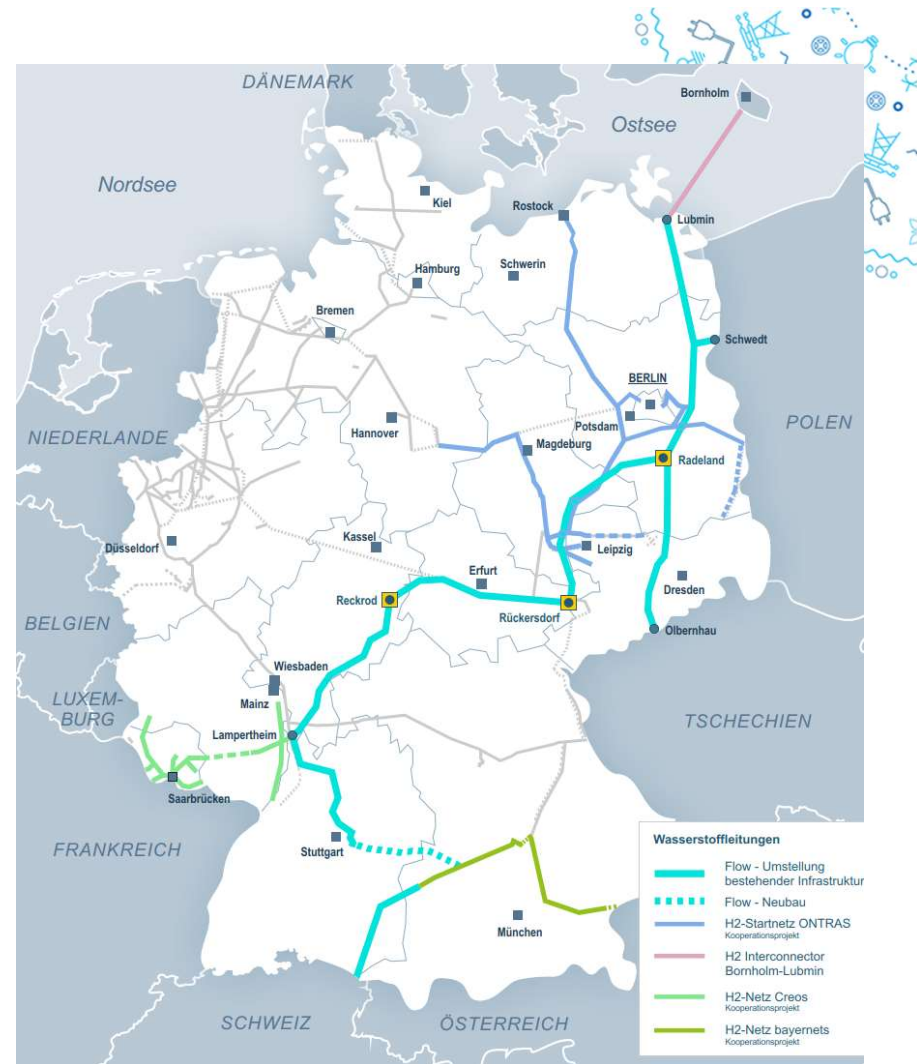 DÄNEMARK
Bornholm
Ostsee
Nordsee
Kiel
Rostock
Lubmin
Schwerin
Hamburg
Bremen
Schwedt
BERLIN
Potsdam
POLEN
Hannover
NIEDERLANDE
Magdeburg
Radeland
Kassel
Düsseldorf
Leipzig
Erfurt
Dresden
Reckrod
Rückersdorf
BELGIEN
Olbernhau
Wiesbaden
LUXEM-
BURG
Mainz
TSCHECHIEN
Lampertheim
Saarbrücken
FRANKREICH
Stuttgart
München
SCHWEIZ
ÖSTERREICH
Wasserstoffleitungen
Flow - Umstellung
bestehender Infrastruktur
Flow - Neubau
H2-Startnetz ONTRAS
Kooperationsprojekt
H2 Interconnector
Bornholm-Lubmin
H2-Netz Creos
Kooperationsprojekt
H2-Netz bayernets
Kooperationsprojekt